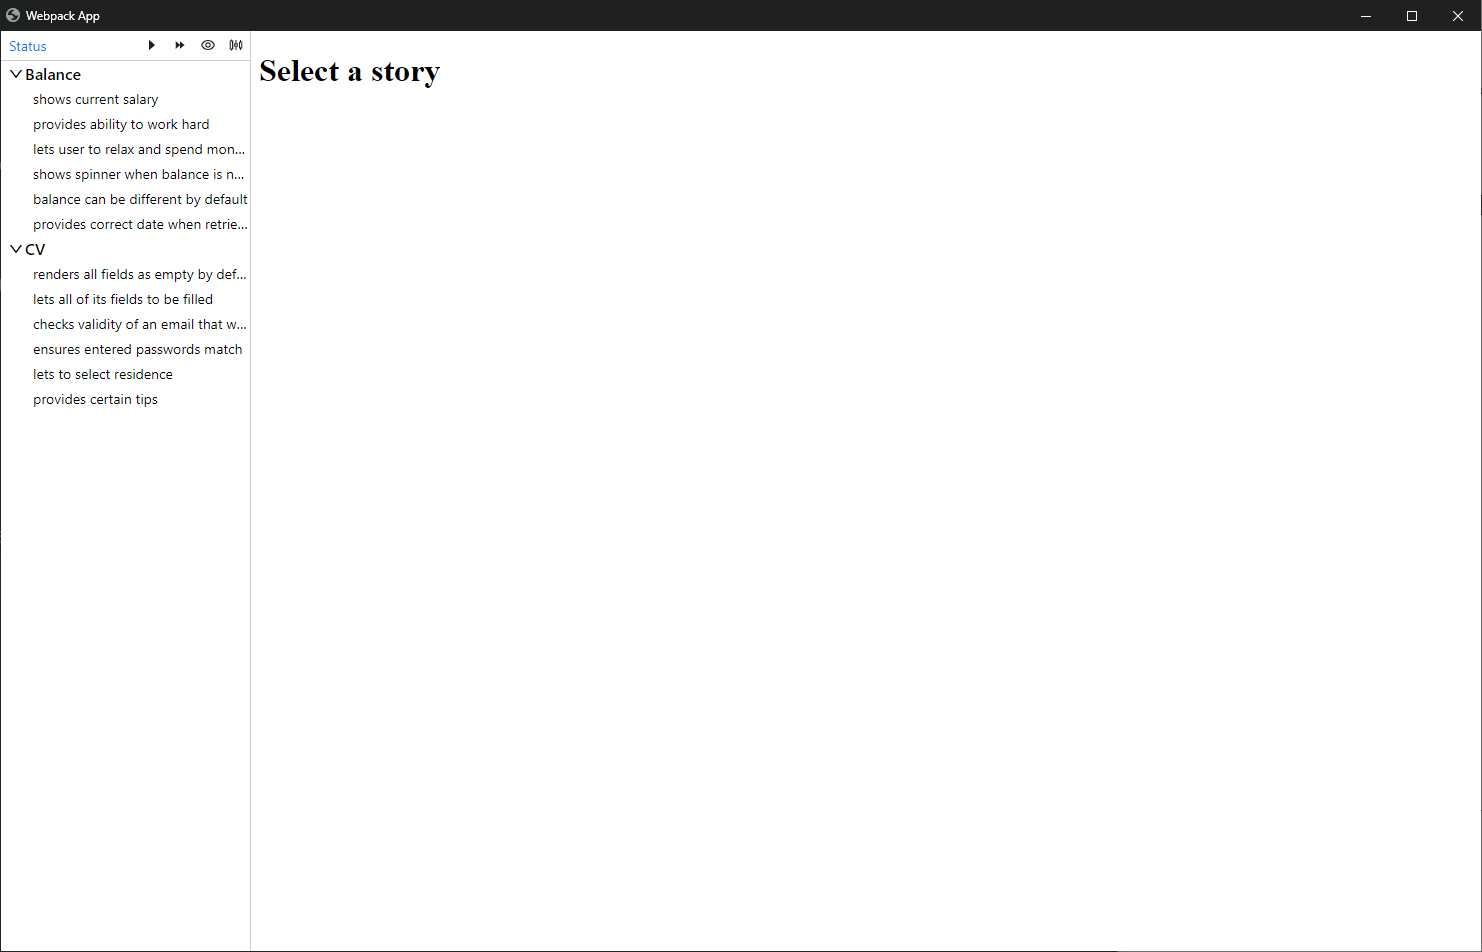 Webpack App
Status
Balance
shows current salary
provides ability to work hard
lets user to relax and spend mon...
shows spinner when balance is n...
balance can be different by default
provides correct date when retrie...
CV
renders all fields as empty by def...
lets all of its fields to be filled
checks validity of an email that w...
ensures entered passwords match
lets to select residence
provides certain tips
Select a story